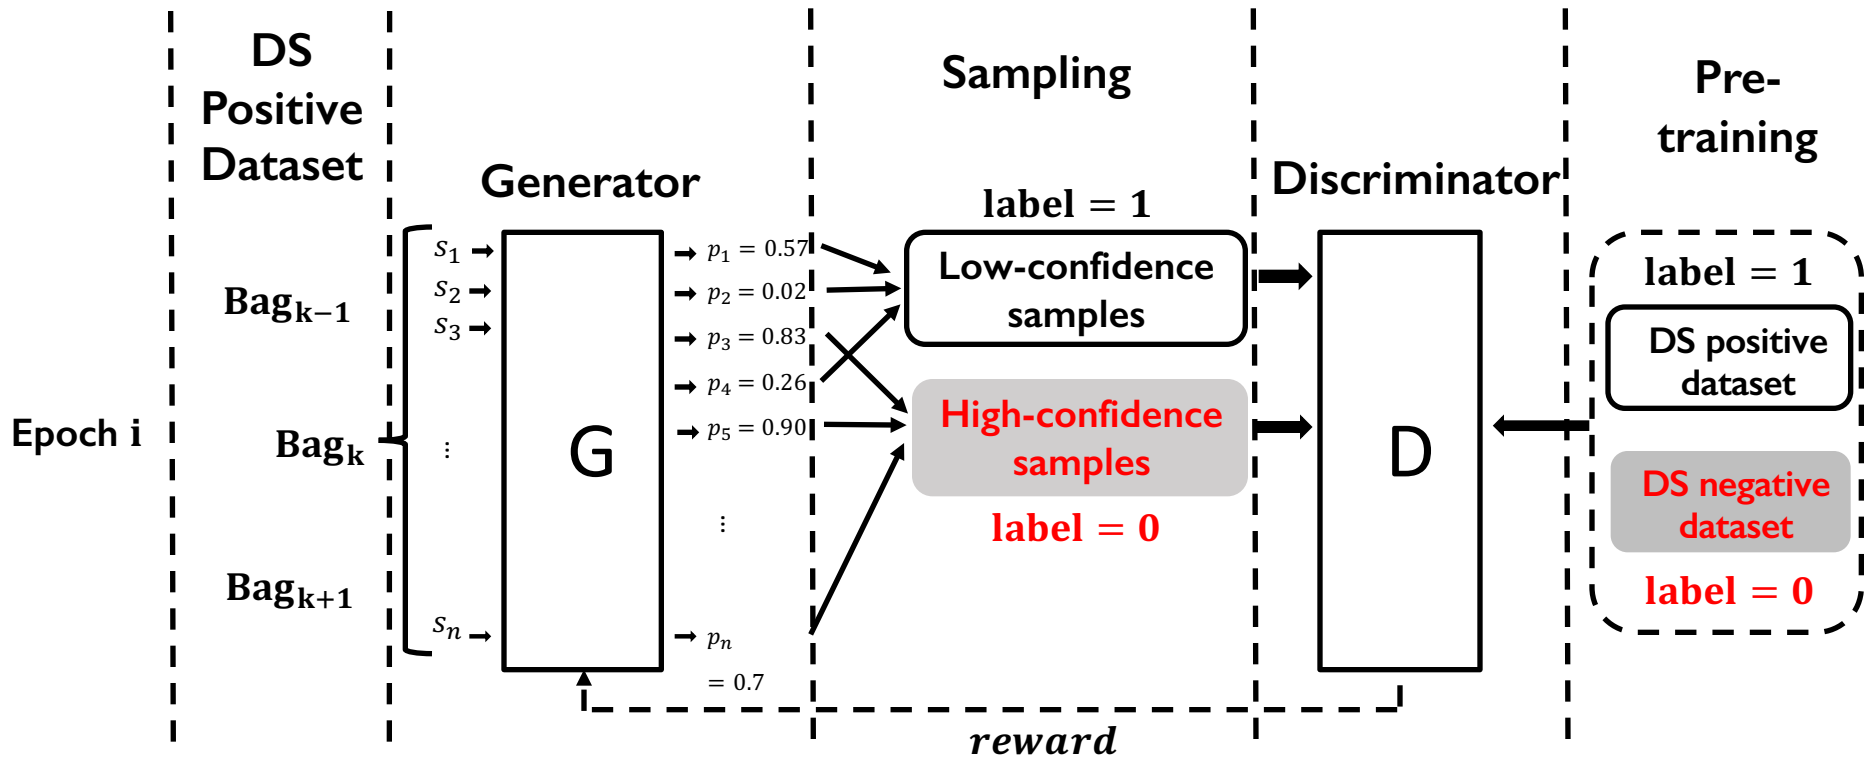 DS
Positive
Dataset
Sampling
Pre-
training
Generator
Discriminator
label = 1
Low-confidence
samples
High-confidence
samples
label = 0
Epoch i
Bag_{k−1}
Bag_k
Bag_{k+1}
s_1
s_2
s_3
⋮
s_n
G
p_1 = 0.57
p_2 = 0.02
p_3 = 0.83
p_4 = 0.26
p_5 = 0.90
⋮
p_n
= 0.7
D
label = 1
DS positive
dataset
DS negative
dataset
label = 0
reward